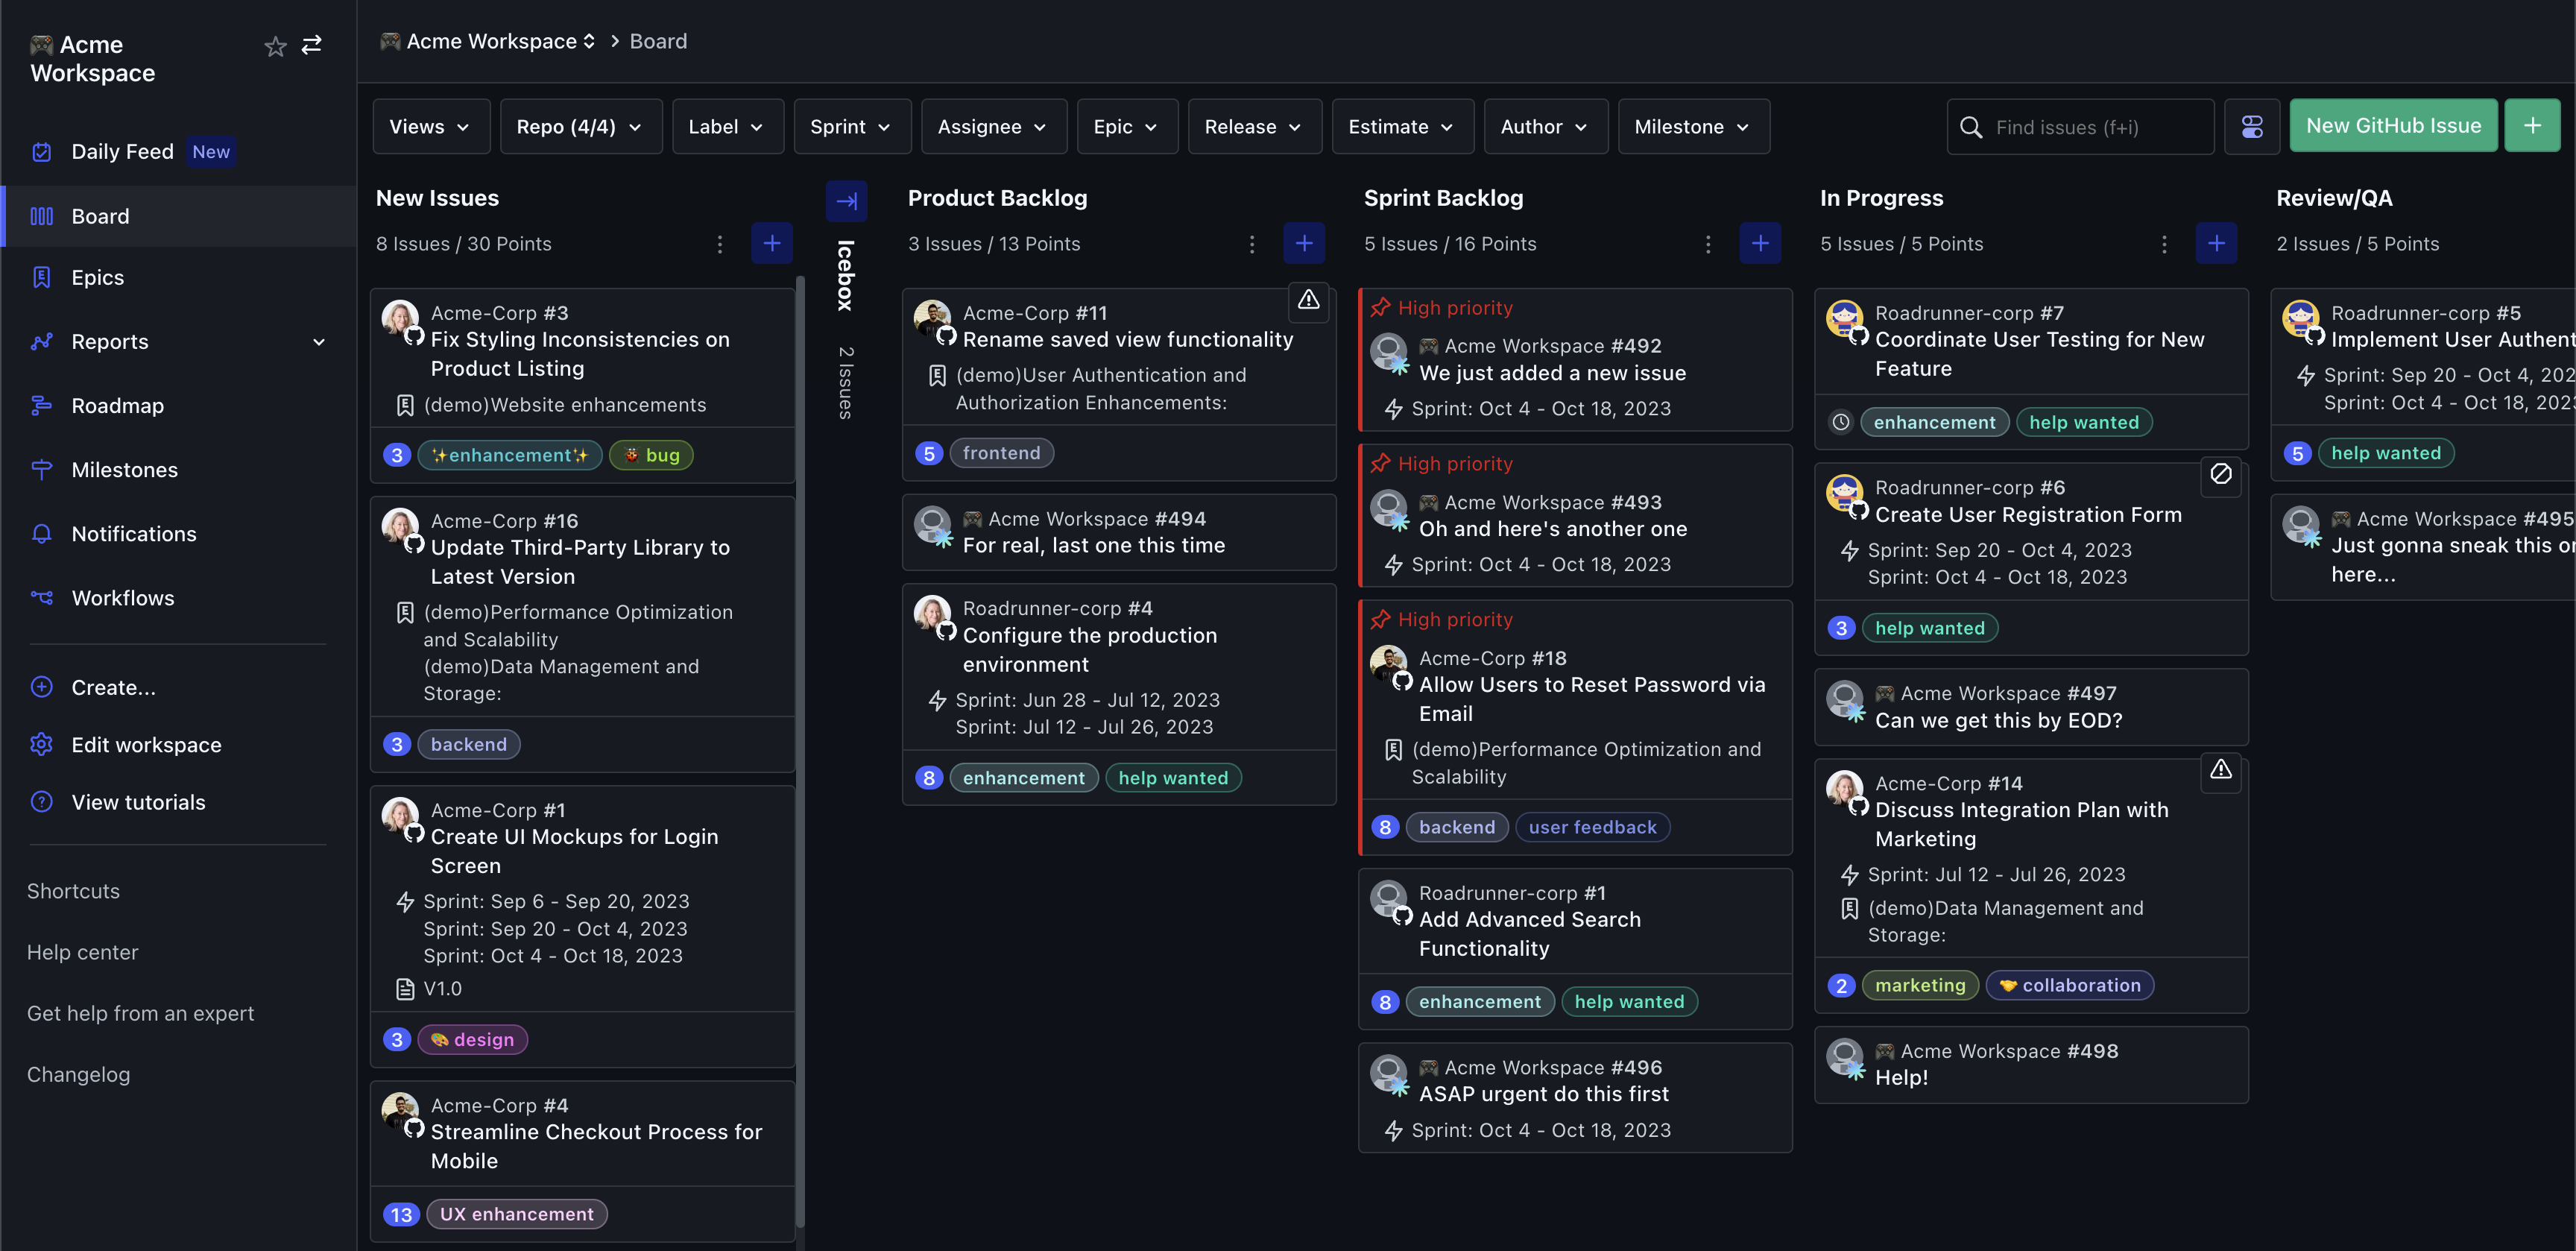 Acme
Workspace
Daily Feed New
Board
Epics
Reports
Roadmap
Milestones
Notifications
Workflows
Create...
Edit workspace
View tutorials
Shortcuts
Help center
Get help from an expert
Changelog
Acme Workspace > Board
Views
Repo (4/4)
Label
Sprint
Assignee
Epic
Release
Estimate
Author
Milestone
Find issues (f+i)
New GitHub Issue
+
New Issues
8 Issues / 30 Points
Acme-Corp #3
Fix Styling Inconsistencies on
Product Listing
(demo)Website enhancements
3 ✨enhancement✨ bug
Acme-Corp #16
Update Third-Party Library to
Latest Version
(demo)Performance Optimization
and Scalability
(demo)Data Management and
Storage:
3 backend
Acme-Corp #1
Create UI Mockups for Login
Screen
Sprint: Sep 6 - Sep 20, 2023
Sprint: Sep 20 - Oct 4, 2023
Sprint: Oct 4 - Oct 18, 2023
V1.0
3 🎨 design
Acme-Corp #4
Streamline Checkout Process for
Mobile
13 UX enhancement
Icebox
2 Issues
Product Backlog
3 Issues / 13 Points
Acme-Corp #11
Rename saved view functionality
(demo)User Authentication and
Authorization Enhancements:
5 frontend
Acme Workspace #494
For real, last one this time
Roadrunner-corp #4
Configure the production
environment
Sprint: Jun 28 - Jul 12, 2023
Sprint: Jul 12 - Jul 26, 2023
8 enhancement help wanted
Sprint Backlog
5 Issues / 16 Points
High priority
Acme Workspace #492
We just added a new issue
Sprint: Oct 4 - Oct 18, 2023
High priority
Acme Workspace #493
Oh and here's another one
Sprint: Oct 4 - Oct 18, 2023
High priority
Acme-Corp #18
Allow Users to Reset Password via
Email
(demo)Performance Optimization and
Scalability
8 backend user feedback
Roadrunner-corp #1
Add Advanced Search
Functionality
8 enhancement help wanted
Acme Workspace #496
ASAP urgent do this first
Sprint: Oct 4 - Oct 18, 2023
In Progress
5 Issues / 5 Points
Roadrunner-corp #7
Coordinate User Testing for New
Feature
enhancement help wanted
Roadrunner-corp #6
Create User Registration Form
Sprint: Sep 20 - Oct 4, 2023
Sprint: Oct 4 - Oct 18, 2023
3 help wanted
Acme Workspace #497
Can we get this by EOD?
Acme-Corp #14
Discuss Integration Plan with
Marketing
Sprint: Jul 12 - Jul 26, 2023
(demo)Data Management and
Storage:
2 marketing 🤝 collaboration
Acme Workspace #498
Help!
Review/QA
2 Issues / 5 Points
Roadrunner-corp #5
Implement User Authent
Sprint: Sep 20 - Oct 4, 202
Sprint: Oct 4 - Oct 18, 202
5 help wanted
Acme Workspace #495
Just gonna sneak this o
here...